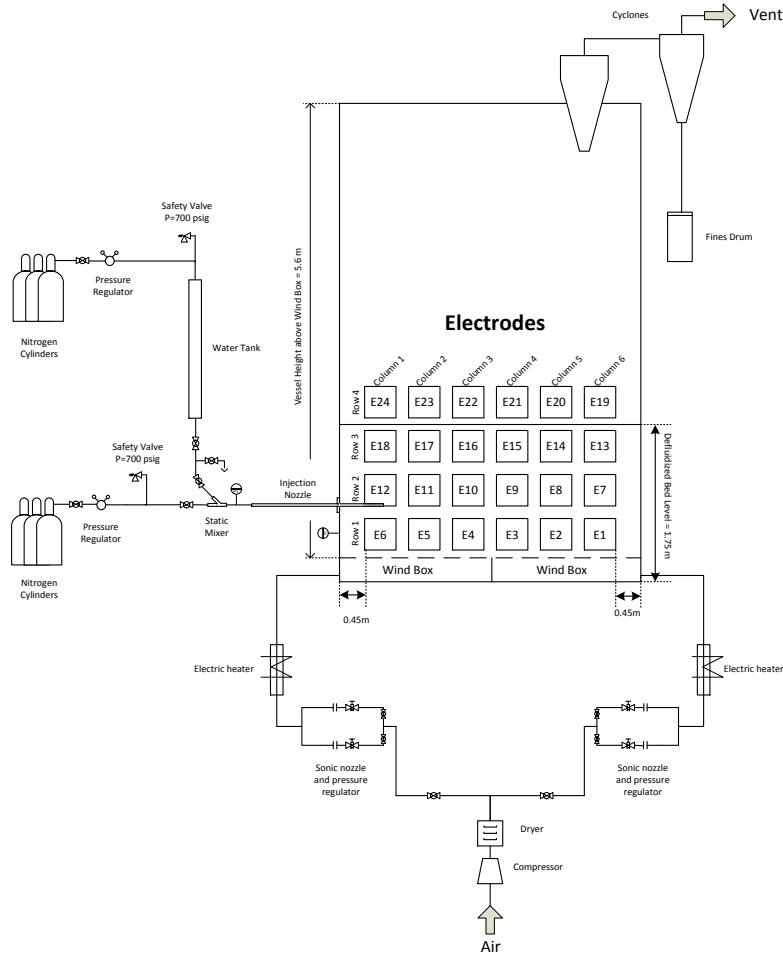 Cyclones
Vent
Safety Valve
P=700 psig
Pressure
Regulator
Nitrogen
Cylinders
Water Tank
Vessel Height above Wind Box = 5.6 m
Fines Drum
Electrodes
Column 1
Column 2
Column 3
Column 4
Column 5
Column 6
Row 4
E24
E23
E22
E21
E20
E19
Row 3
E18
E17
E16
E15
E14
E13
Row 2
E12
E11
E10
E9
E8
E7
Row 1
E6
E5
E4
E3
E2
E1
Defluidized Bed Level = 1.75 m
Safety Valve
P=700 psig
Injection
Nozzle
Pressure
Regulator
Static
Mixer
Nitrogen
Cylinders
Wind Box
Wind Box
0.45m
0.45m
Electric heater
Electric heater
Sonic nozzle
and pressure
regulator
Sonic nozzle
and pressure
regulator
Dryer
Compressor
Air